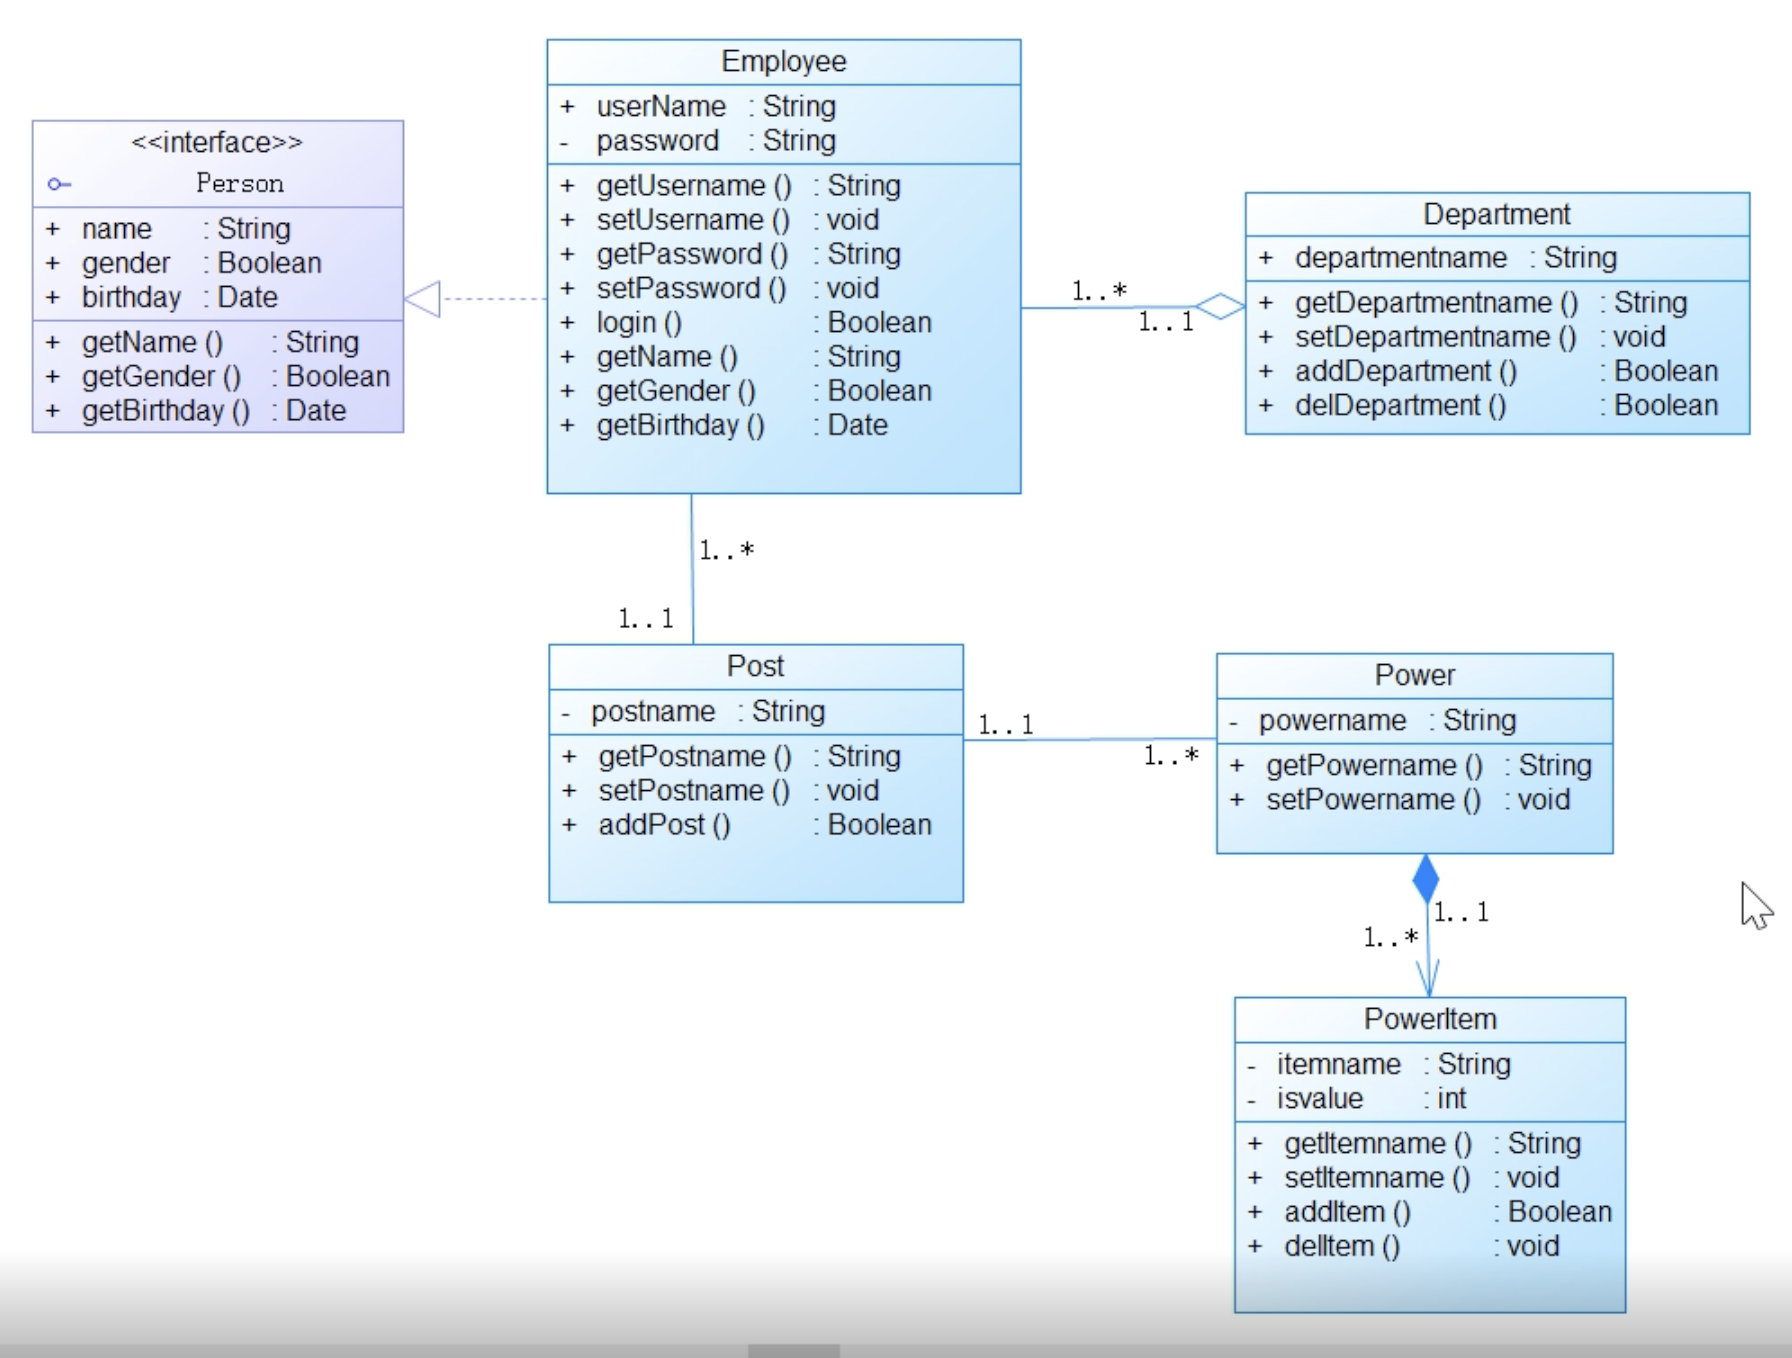 <<interface>>
Person
+ name : String
+ gender : Boolean
+ birthday : Date
+ getName () : String
+ getGender () : Boolean
+ getBirthday () : Date
Employee
+ userName : String
- password : String
+ getUsername () : String
+ setUsername () : void
+ getPassword () : String
+ setPassword () : void
+ login () : Boolean
+ getName () : String
+ getGender () : Boolean
+ getBirthday () : Date
1..*
1..1
Department
+ departmentname : String
+ getDepartmentname () : String
+ setDepartmentname () : void
+ addDepartment () : Boolean
+ delDepartment () : Boolean
1..*
1..1
Post
- postname : String
+ getPostname () : String
+ setPostname () : void
+ addPost () : Boolean
1..1
1..*
Power
- powername : String
+ getPowername () : String
+ setPowername () : void
1..1
1..*
PowerItem
- itemname : String
- isvalue : int
+ getItemname () : String
+ setItemname () : void
+ addItem () : Boolean
+ delItem () : void